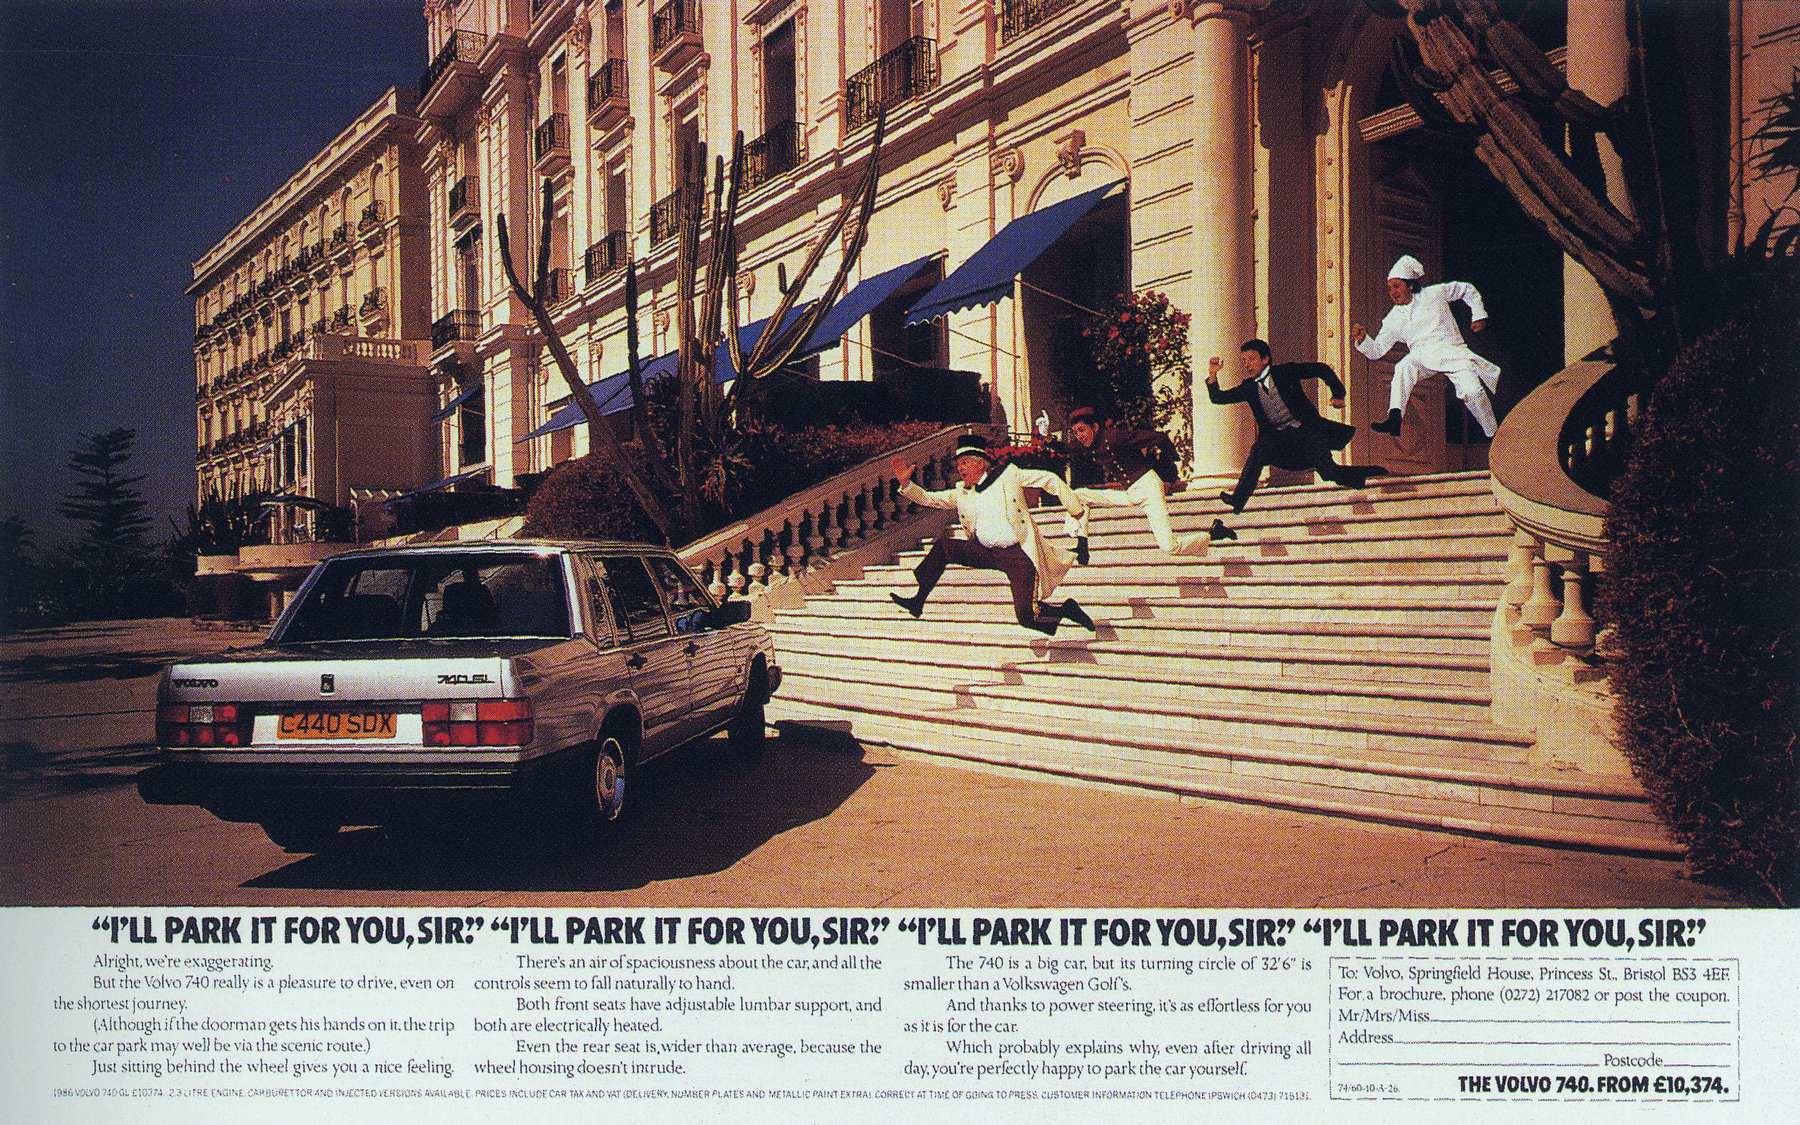 VOLVO
740GL
C440 SDX
“I’LL PARK IT FOR YOU, SIR.” “I’LL PARK IT FOR YOU, SIR.” “I’LL PARK IT FOR YOU, SIR.” “I’LL PARK IT FOR YOU, SIR.”
Alright, we’re exaggerating.
But the Volvo 740 really is a pleasure to drive, even on
the shortest journey.
(Although if the doorman gets his hands on it, the trip
to the car park may well be via the scenic route.)
Just sitting behind the wheel gives you a nice feeling.
There’s an air of spaciousness about the car, and all the
controls seem to fall naturally to hand.
Both front seats have adjustable lumbar support, and
both are electrically heated.
Even the rear seat is wider than average, because the
wheel housing doesn’t intrude.
The 740 is a big car, but its turning circle of 32′6″ is
smaller than a Volkswagen Golf’s.
And thanks to power steering, it’s as effortless for you
as it is for the car.
Which probably explains why, even after driving all
day, you’re perfectly happy to park the car yourself.
To: Volvo, Springfield House, Princess St., Bristol BS3 4EF.
For a brochure, phone (0272) 217082 or post the coupon.
Mr/Mrs/Miss
Address
Postcode
74/60-10-A-26.
THE VOLVO 740. FROM £10,374.
1986 VOLVO 740 GL £10374. 2.3 LITRE ENGINE. CARBURETTOR AND INJECTED VERSIONS AVAILABLE. PRICES INCLUDE CAR TAX AND VAT (DELIVERY, NUMBER PLATES AND METALLIC PAINT EXTRA). CORRECT AT TIME OF GOING TO PRESS. CUSTOMER INFORMATION TELEPHONE IPSWICH (0473) 715131.